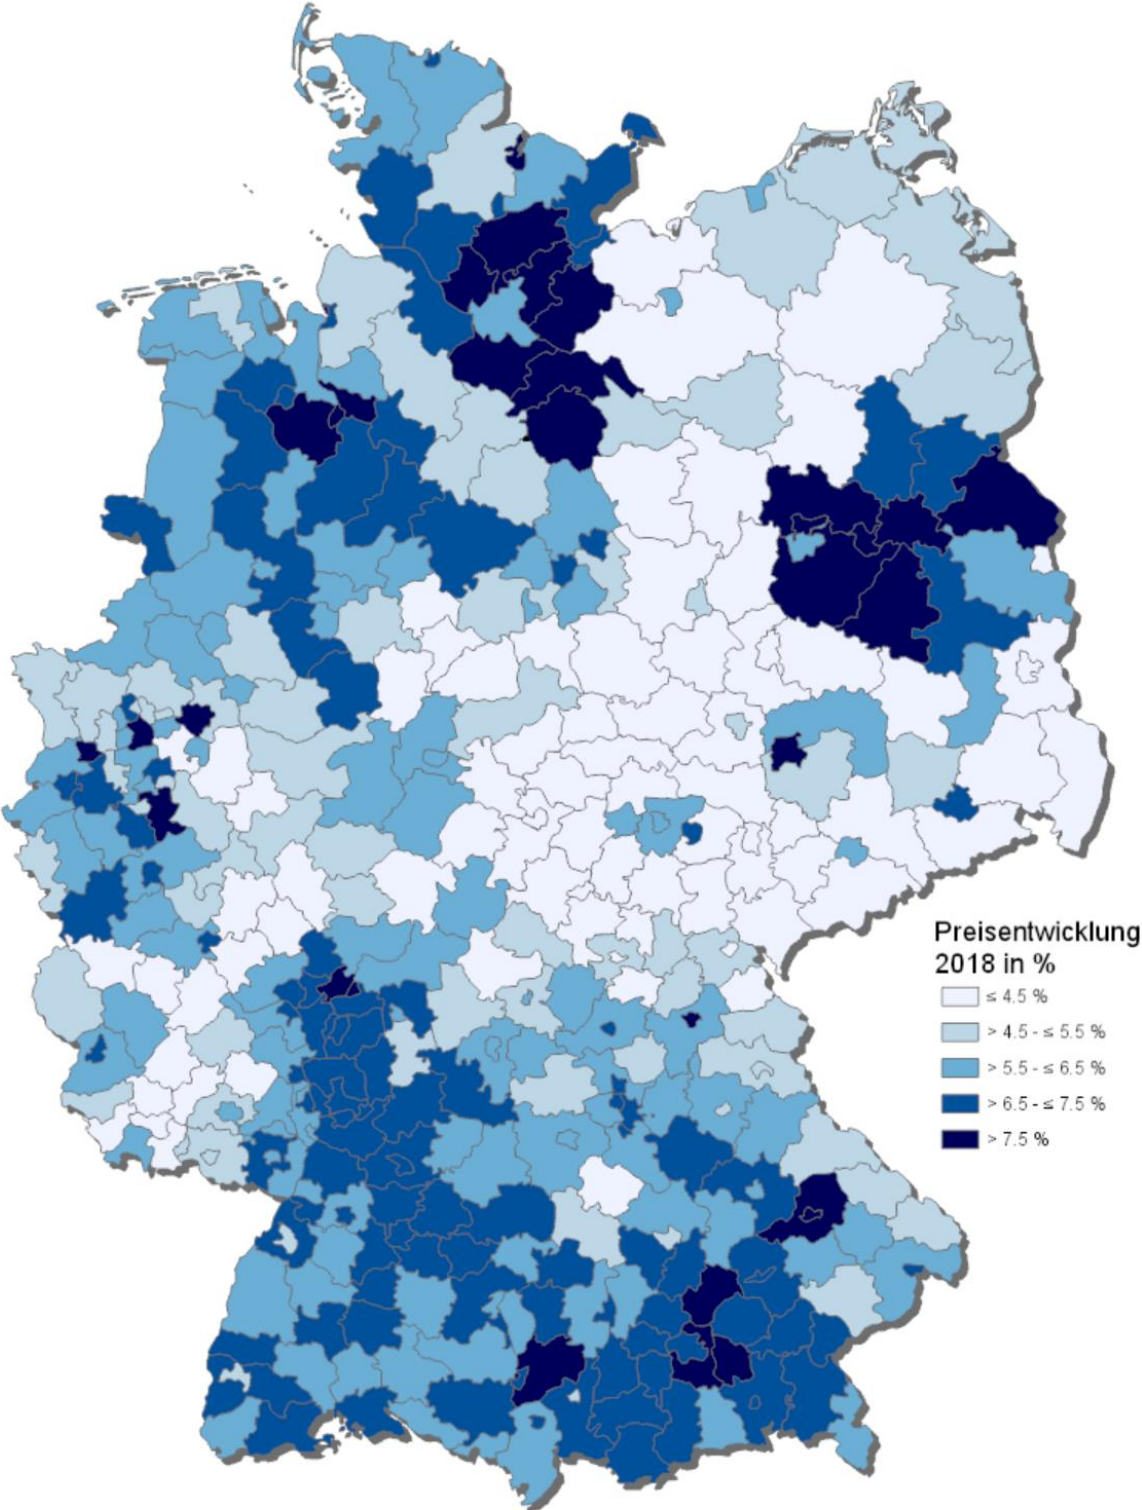 Preisentwicklung
2018 in %
≤ 4.5 %
> 4.5 - ≤ 5.5 %
> 5.5 - ≤ 6.5 %
> 6.5 - ≤ 7.5 %
> 7.5 %